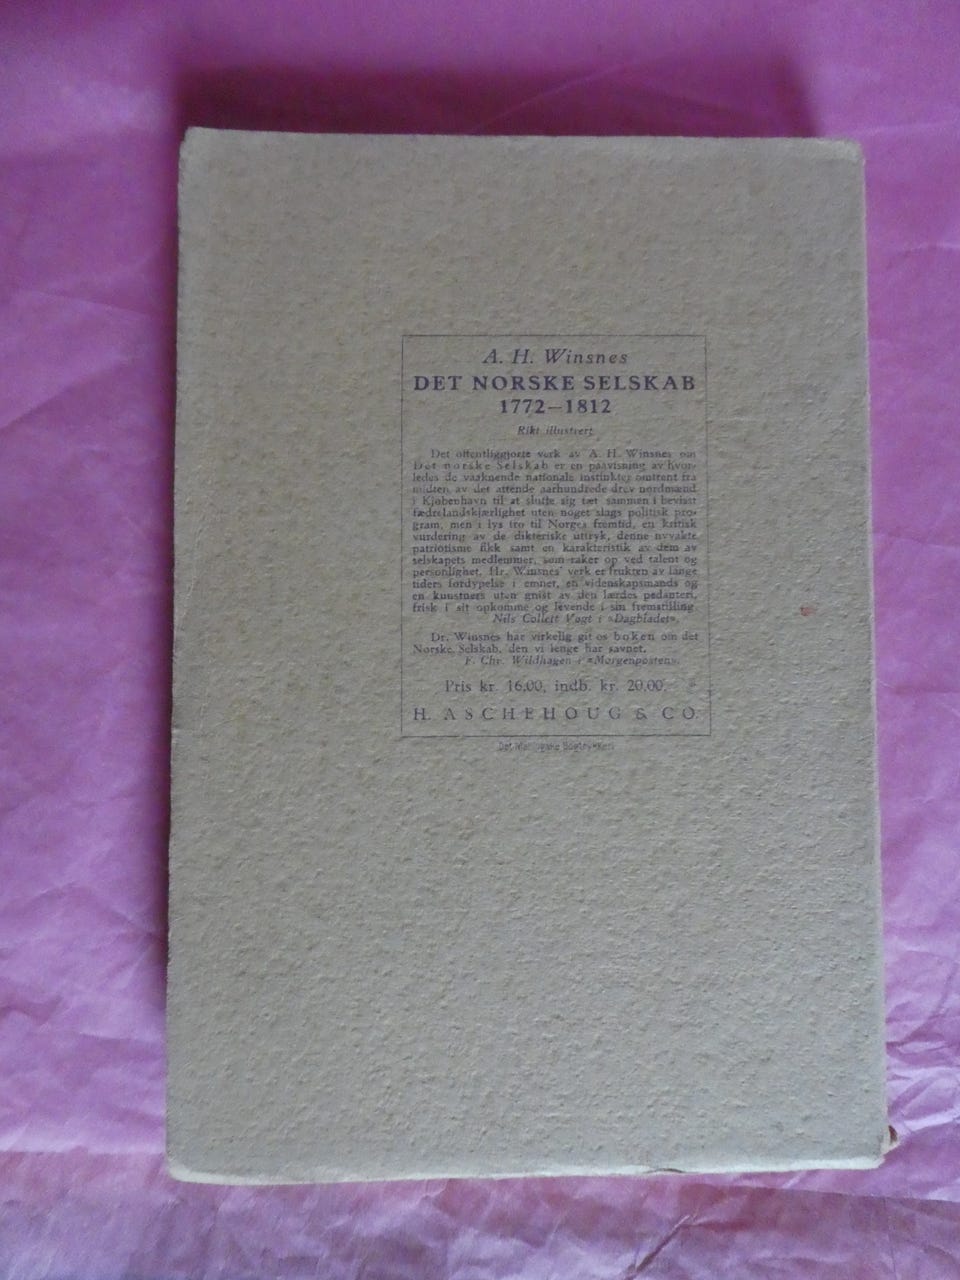 A. H. Winsnes
DET NORSKE SELSKAB
1772—1812
Rikt illustrert
Det offentliggjorte verk av A. H. Winsnes om
Det norske Selskab er en paavisning av hvor-
ledes de vaaknende nationale instinkter omtrent fra
midten av det attende aarhundrede drev nordmænd
i Kjøbenhavn til at slutte sig tæt sammen i bevisst
fædrelandskjærlighet uten noget slags politisk pro-
gram, men i lys tro til Norges fremtid, en kritisk
vurdering av de dikteriske uttryk, denne nyvakte
patriotisme fikk samt en karakteristik av dem av
selskapets medlemmer, som raker op ved talent og
personlighet. Hr. Winsnes' verk er frukten av lange
tiders fordypelse i emnet, en videnskapsmands og
en kunstners uten gnist av den lærdes pedanteri,
frisk i sit opkomme og levende i sin fremstilling.
Nils Collett Vogt i »Dagbladet«.
Dr. Winsnes har virkelig git os boken om det
Norske Selskab, den vi lenge har savnet.
F. Chr. Wildhagen i »Morgenposten«.
Pris kr. 16,00, indb. kr. 20,00.
H. ASCHEHOUG & CO.
Det Mallingske Bogtrykkeri